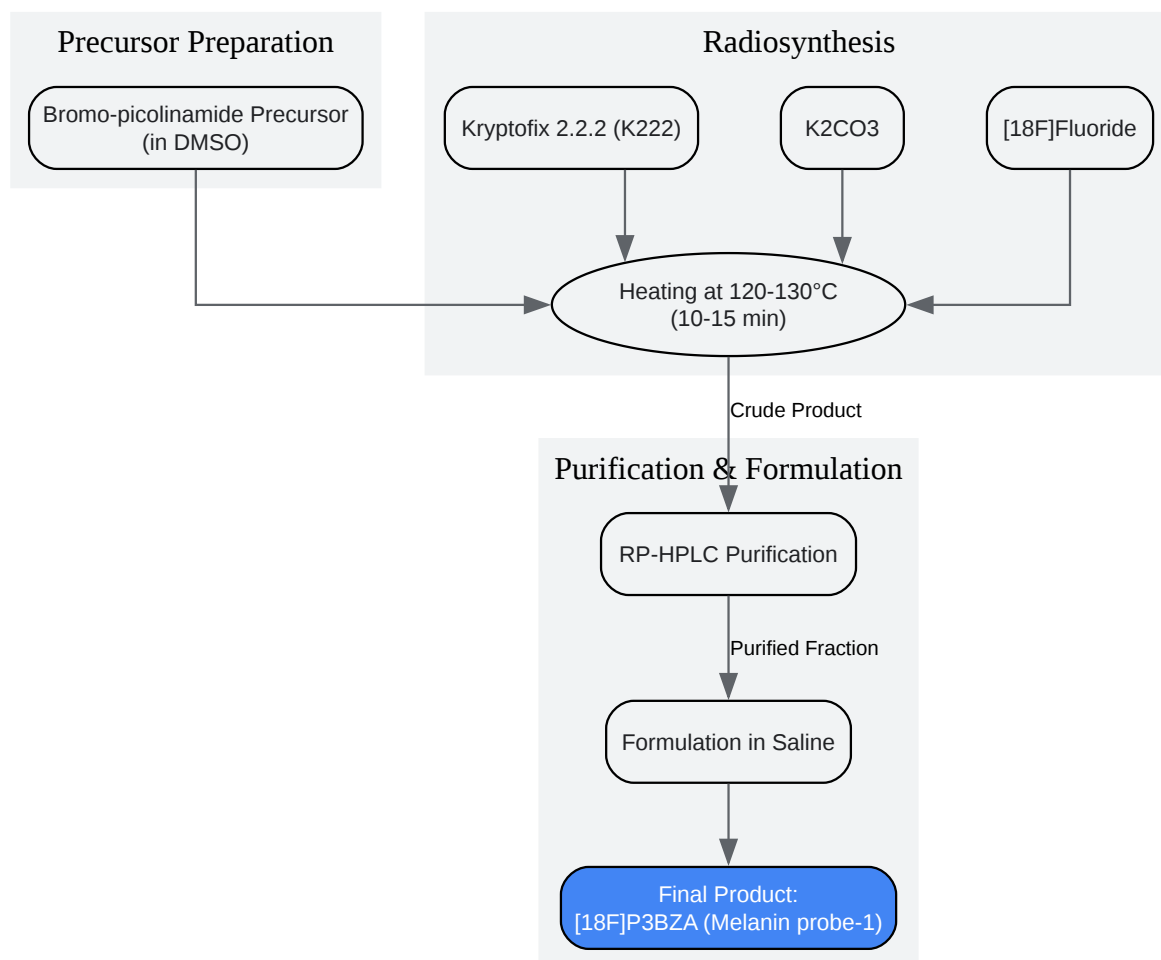 Precursor Preparation
Radiosynthesis
Bromo-picolinamide Precursor
(in DMSO)
Kryptofix 2.2.2 (K222)
K2CO3
[18F]Fluoride
Heating at 120-130°C
(10-15 min)
Crude Product
Purification & Formulation
RP-HPLC Purification
Purified Fraction
Formulation in Saline
Final Product:
[18F]P3BZA (Melanin probe-1)